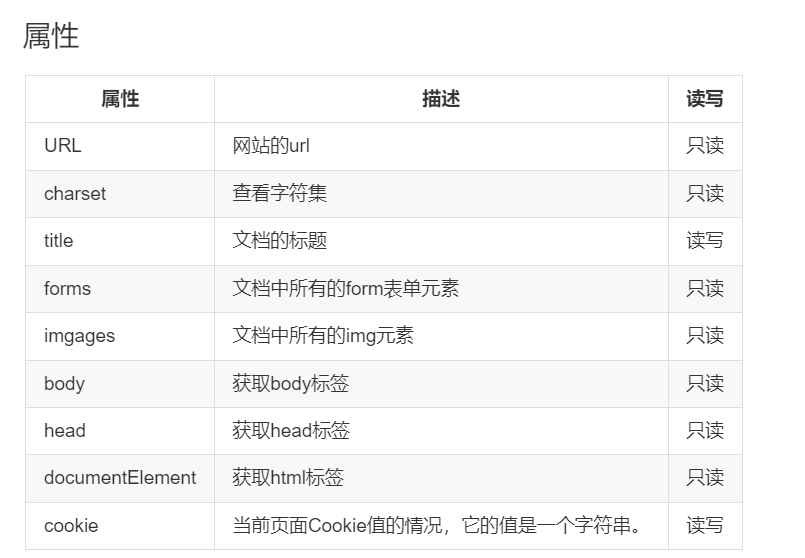 属性
属性 描述 读写
URL 网站的url 只读
charset 查看字符集 只读
title 文档的标题 读写
forms 文档中所有的form表单元素 只读
imgages 文档中所有的img元素 只读
body 获取body标签 只读
head 获取head标签 只读
documentElement 获取html标签 只读
cookie 当前页面Cookie值的情况，它的值是一个字符串。 读写